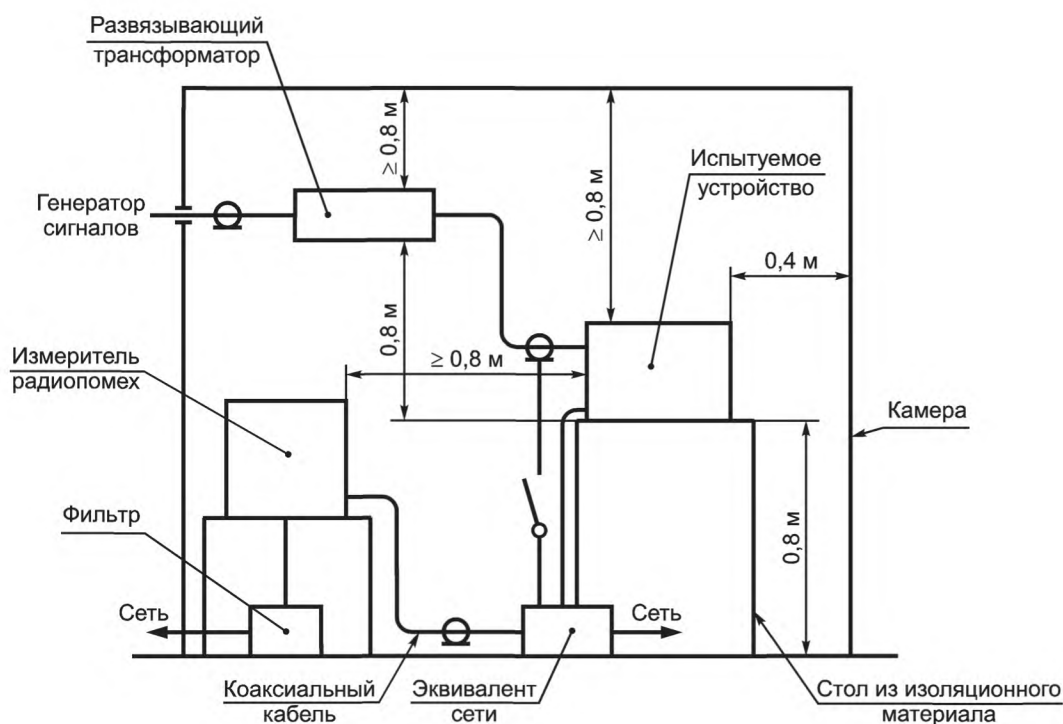 Развязывающий
трансформатор
≥ 0,8 м
≥ 0,8 м
Испытуемое
устройство
Генератор
сигналов
0,4 м
0,8 м
Измеритель
радиопомех
≥ 0,8 м
Камера
Фильтр
0,8 м
Сеть
Сеть
Коаксиальный
кабель
Эквивалент
сети
Стол из изоляционного
материала